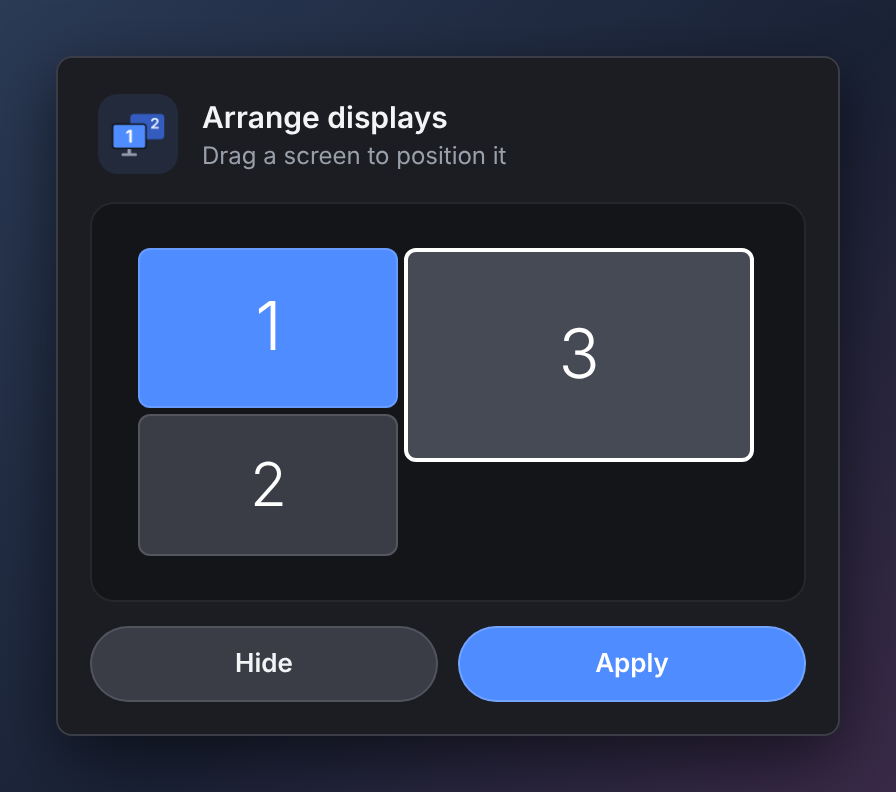 1 2
Arrange displays
Drag a screen to position it
1
3
2
Hide
Apply